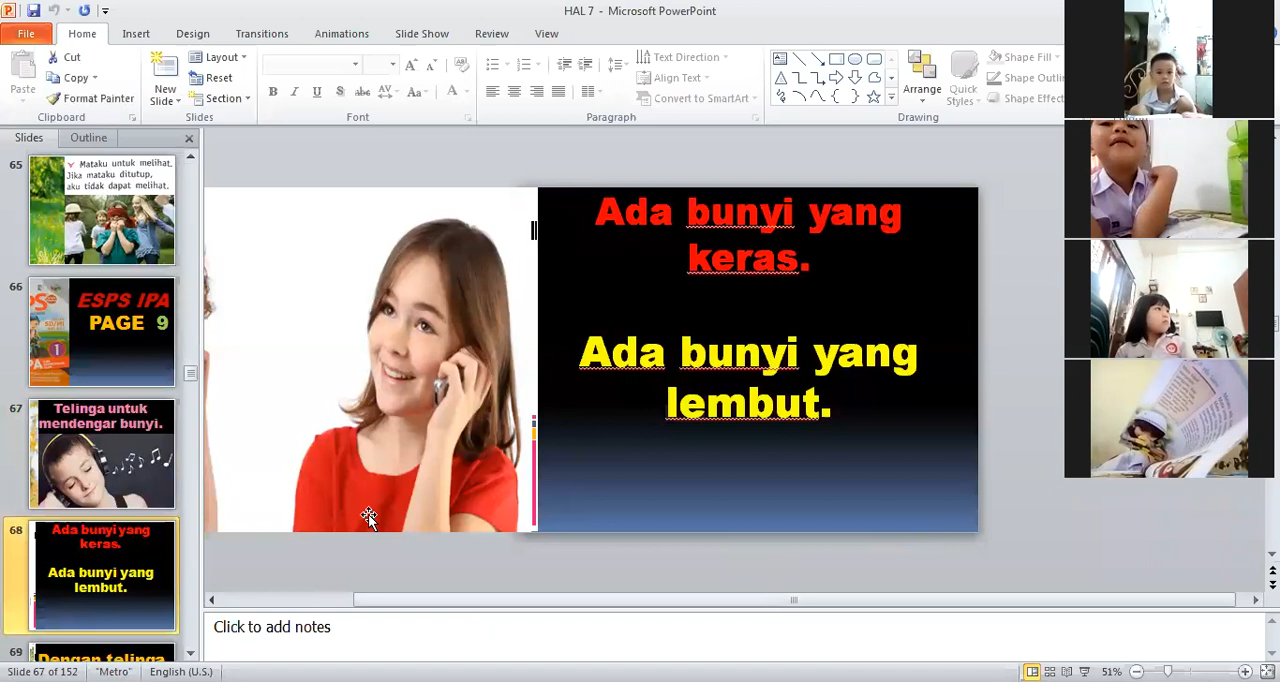 HAL 7 - Microsoft PowerPoint
File Home Insert Design Transitions Animations Slide Show Review View
Paste
Cut
Copy
Format Painter
Clipboard
New
Slide
Layout
Reset
Section
Slides
B I U S abc AV Aa A
Font
Text Direction
Align Text
Convert to SmartArt
Paragraph
Arrange
Quick
Styles
Shape Fill
Shape Outli
Shape Effect
Drawing
Slides Outline
65
Mataku untuk melihat.
Jika mataku ditutup,
aku tidak dapat melihat.
66
ESPS IPA
PAGE 9
67
Telinga untuk
mendengar bunyi.
68
Ada bunyi yang
keras.
Ada bunyi yang
lembut.
69
Dengan telinga
Ada bunyi yang
keras.
Ada bunyi yang
lembut.
Click to add notes
Slide 67 of 152 "Metro" English (U.S.) 51%